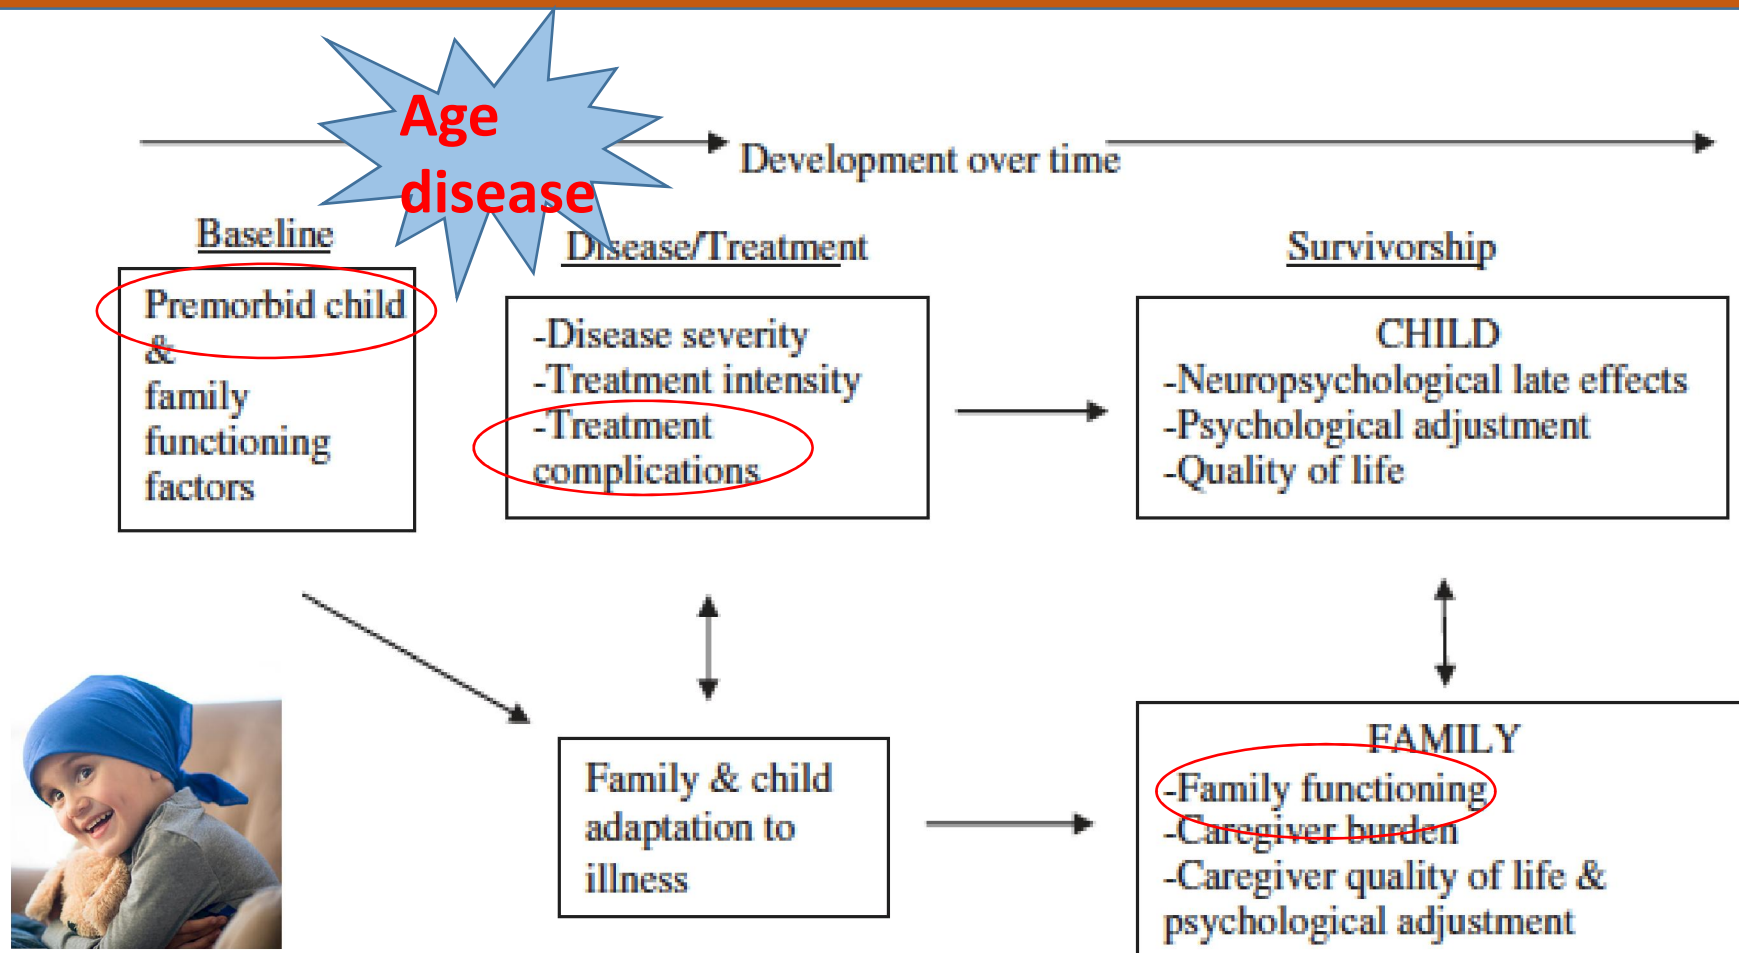 Age
disease
Development over time
Baseline
Premorbid child
&
family
functioning
factors
Disease/Treatment
-Disease severity
-Treatment intensity
-Treatment
complications
Survivorship
CHILD
-Neuropsychological late effects
-Psychological adjustment
-Quality of life
Family & child
adaptation to
illness
FAMILY
-Family functioning
-Caregiver burden
-Caregiver quality of life &
psychological adjustment